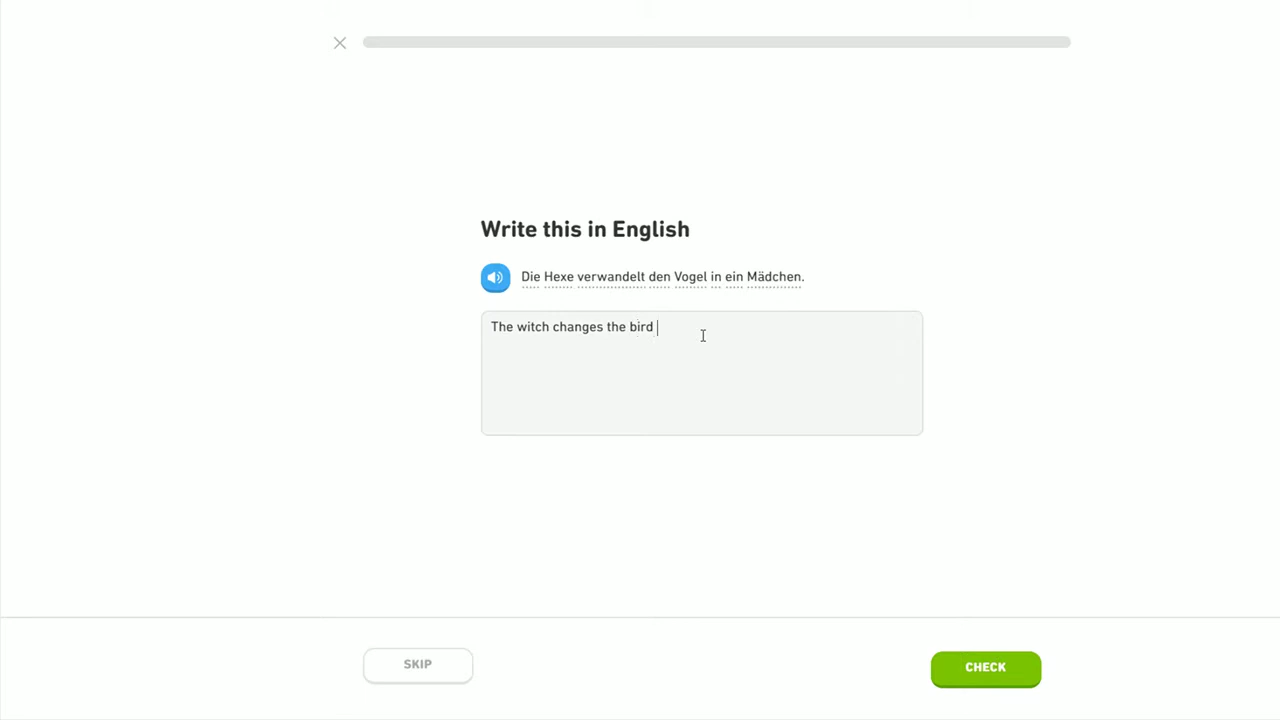 Write this in English
Die Hexe verwandelt den Vogel in ein Mädchen.
The witch changes the bird
SKIP
CHECK